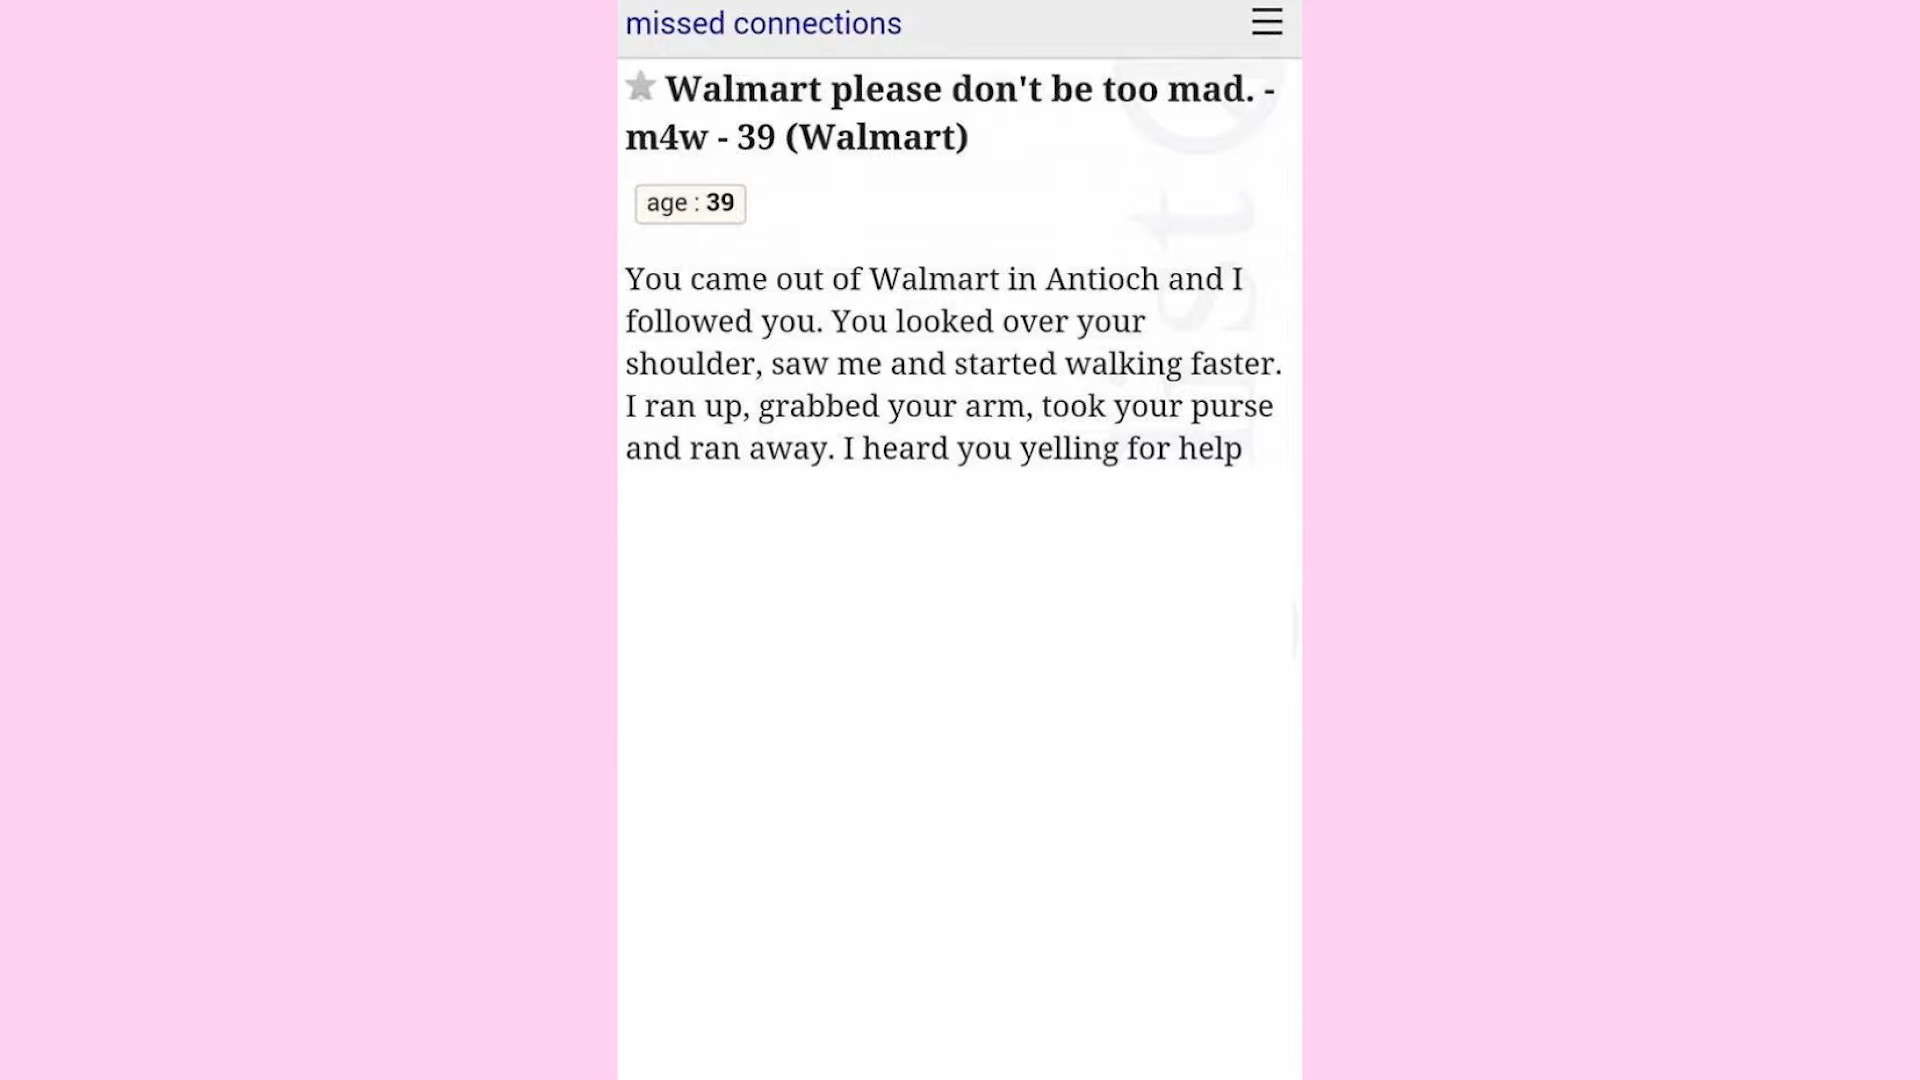 missed connections
Walmart please don't be too mad. -
m4w - 39 (Walmart)
age : 39
You came out of Walmart in Antioch and I
followed you. You looked over your
shoulder, saw me and started walking faster.
I ran up, grabbed your arm, took your purse
and ran away. I heard you yelling for help